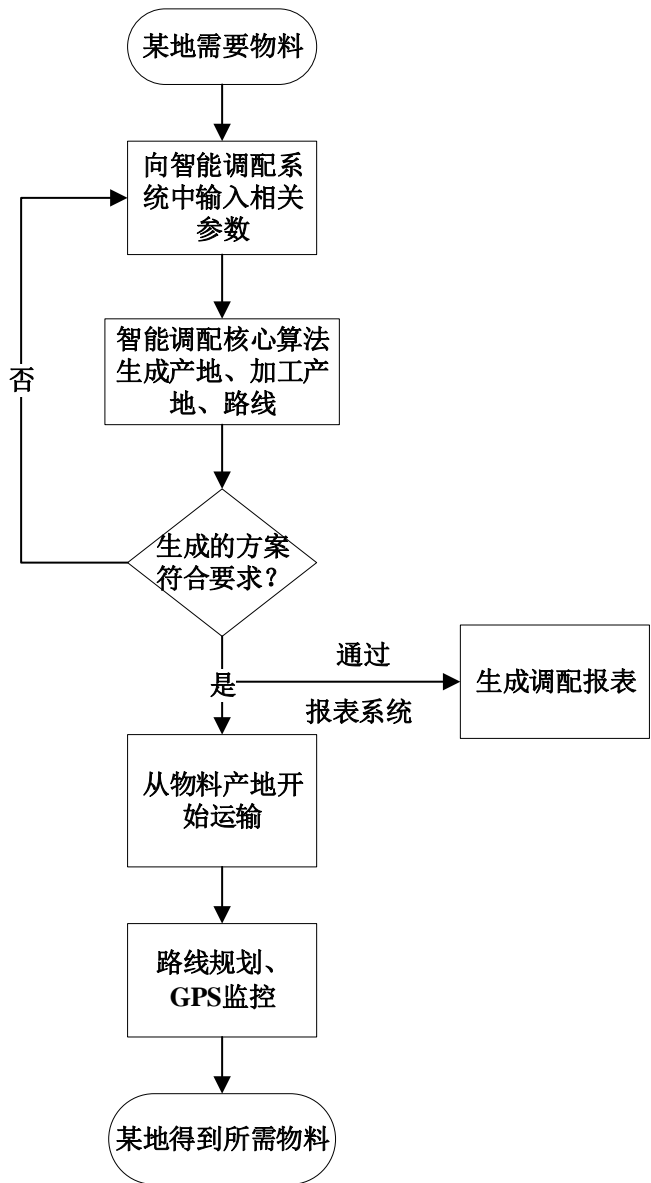 某地需要物料
向智能调配系
统中输入相关
参数
智能调配核心算法
生成产地、加工产
地、路线
否
生成的方案
符合要求？
是
通过
报表系统
生成调配报表
从物料产地开
始运输
路线规划、
GPS监控
某地得到所需物料